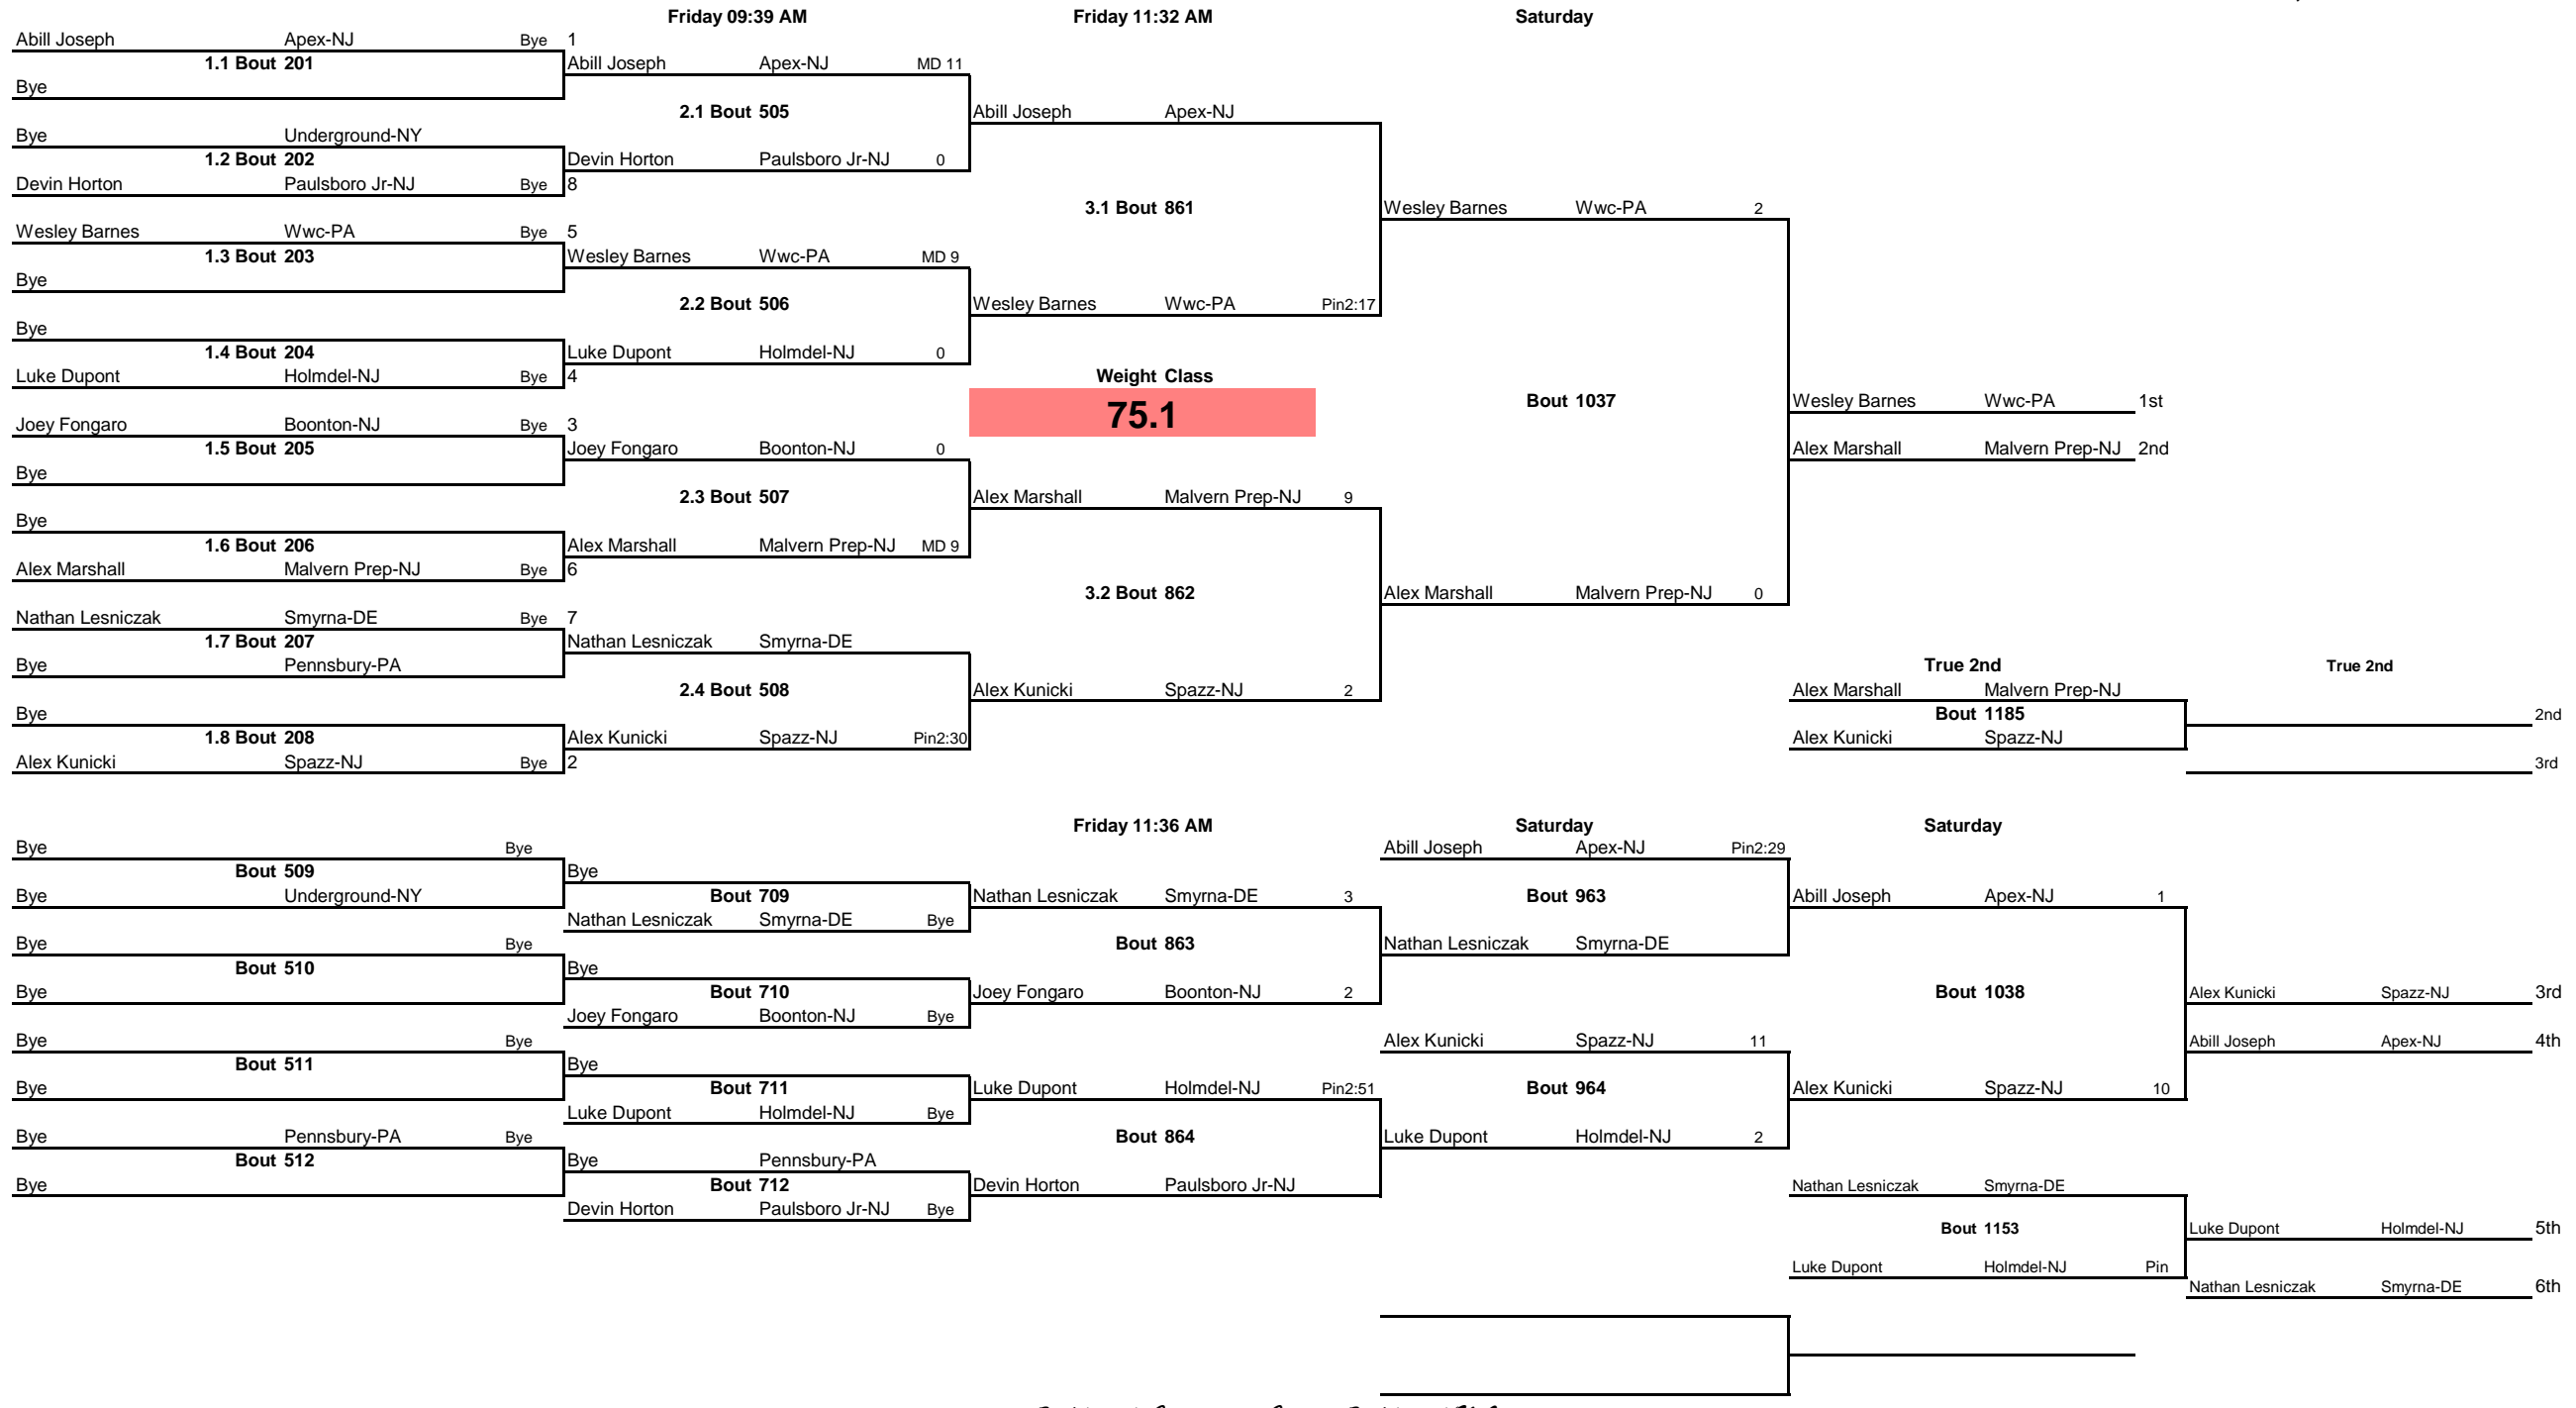 Friday 09:39 AM Friday 11:32 AM Saturday
Abill Joseph Apex-NJ Bye 1
1.1 Bout 201 Abill Joseph Apex-NJ MD 11
Bye
2.1 Bout 505 Abill Joseph Apex-NJ
Bye Underground-NY
1.2 Bout 202 Devin Horton Paulsboro Jr-NJ 0
Devin Horton Paulsboro Jr-NJ Bye 8
3.1 Bout 861 Wesley Barnes Wwc-PA 2
Wesley Barnes Wwc-PA Bye 5
1.3 Bout 203 Wesley Barnes Wwc-PA MD 9
Bye
2.2 Bout 506 Wesley Barnes Wwc-PA Pin2:17
Bye
1.4 Bout 204 Luke Dupont Holmdel-NJ 0
Luke Dupont Holmdel-NJ Bye 4 Weight Class
75.1 Bout 1037 Wesley Barnes Wwc-PA 1st
Joey Fongaro Boonton-NJ Bye 3
1.5 Bout 205 Joey Fongaro Boonton-NJ 0 Alex Marshall Malvern Prep-NJ 2nd
Bye
2.3 Bout 507 Alex Marshall Malvern Prep-NJ 9
Bye
1.6 Bout 206 Alex Marshall Malvern Prep-NJ MD 9
Alex Marshall Malvern Prep-NJ Bye 6
3.2 Bout 862 Alex Marshall Malvern Prep-NJ 0
Nathan Lesniczak Smyrna-DE Bye 7
1.7 Bout 207 Nathan Lesniczak Smyrna-DE
Bye Pennsbury-PA True 2nd True 2nd
2.4 Bout 508 Alex Kunicki Spazz-NJ 2 Alex Marshall Malvern Prep-NJ
Bye Bout 1185 2nd
1.8 Bout 208 Alex Kunicki Spazz-NJ Pin2:30 Alex Kunicki Spazz-NJ
Alex Kunicki Spazz-NJ Bye 2 3rd
Friday 11:36 AM Saturday Saturday
Bye Bye Abill Joseph Apex-NJ Pin2:29
Bout 509 Bye
Bye Underground-NY Bout 709 Nathan Lesniczak Smyrna-DE 3 Bout 963 Abill Joseph Apex-NJ 1
Nathan Lesniczak Smyrna-DE Bye
Bye Bye Bout 863 Nathan Lesniczak Smyrna-DE
Bout 510 Bye
Bye Bout 710 Joey Fongaro Boonton-NJ 2 Bout 1038 Alex Kunicki Spazz-NJ 3rd
Joey Fongaro Boonton-NJ Bye
Bye Bye Alex Kunicki Spazz-NJ 11 Abill Joseph Apex-NJ 4th
Bout 511 Bye
Bye Bout 711 Luke Dupont Holmdel-NJ Pin2:51 Bout 964 Alex Kunicki Spazz-NJ 10
Luke Dupont Holmdel-NJ Bye
Bye Pennsbury-PA Bye Bout 864 Luke Dupont Holmdel-NJ 2
Bout 512 Bye Pennsbury-PA
Bye Bout 712 Devin Horton Paulsboro Jr-NJ Nathan Lesniczak Smyrna-DE
Devin Horton Paulsboro Jr-NJ Bye
Bout 1153 Luke Dupont Holmdel-NJ 5th
Luke Dupont Holmdel-NJ Pin
Nathan Lesniczak Smyrna-DE 6th